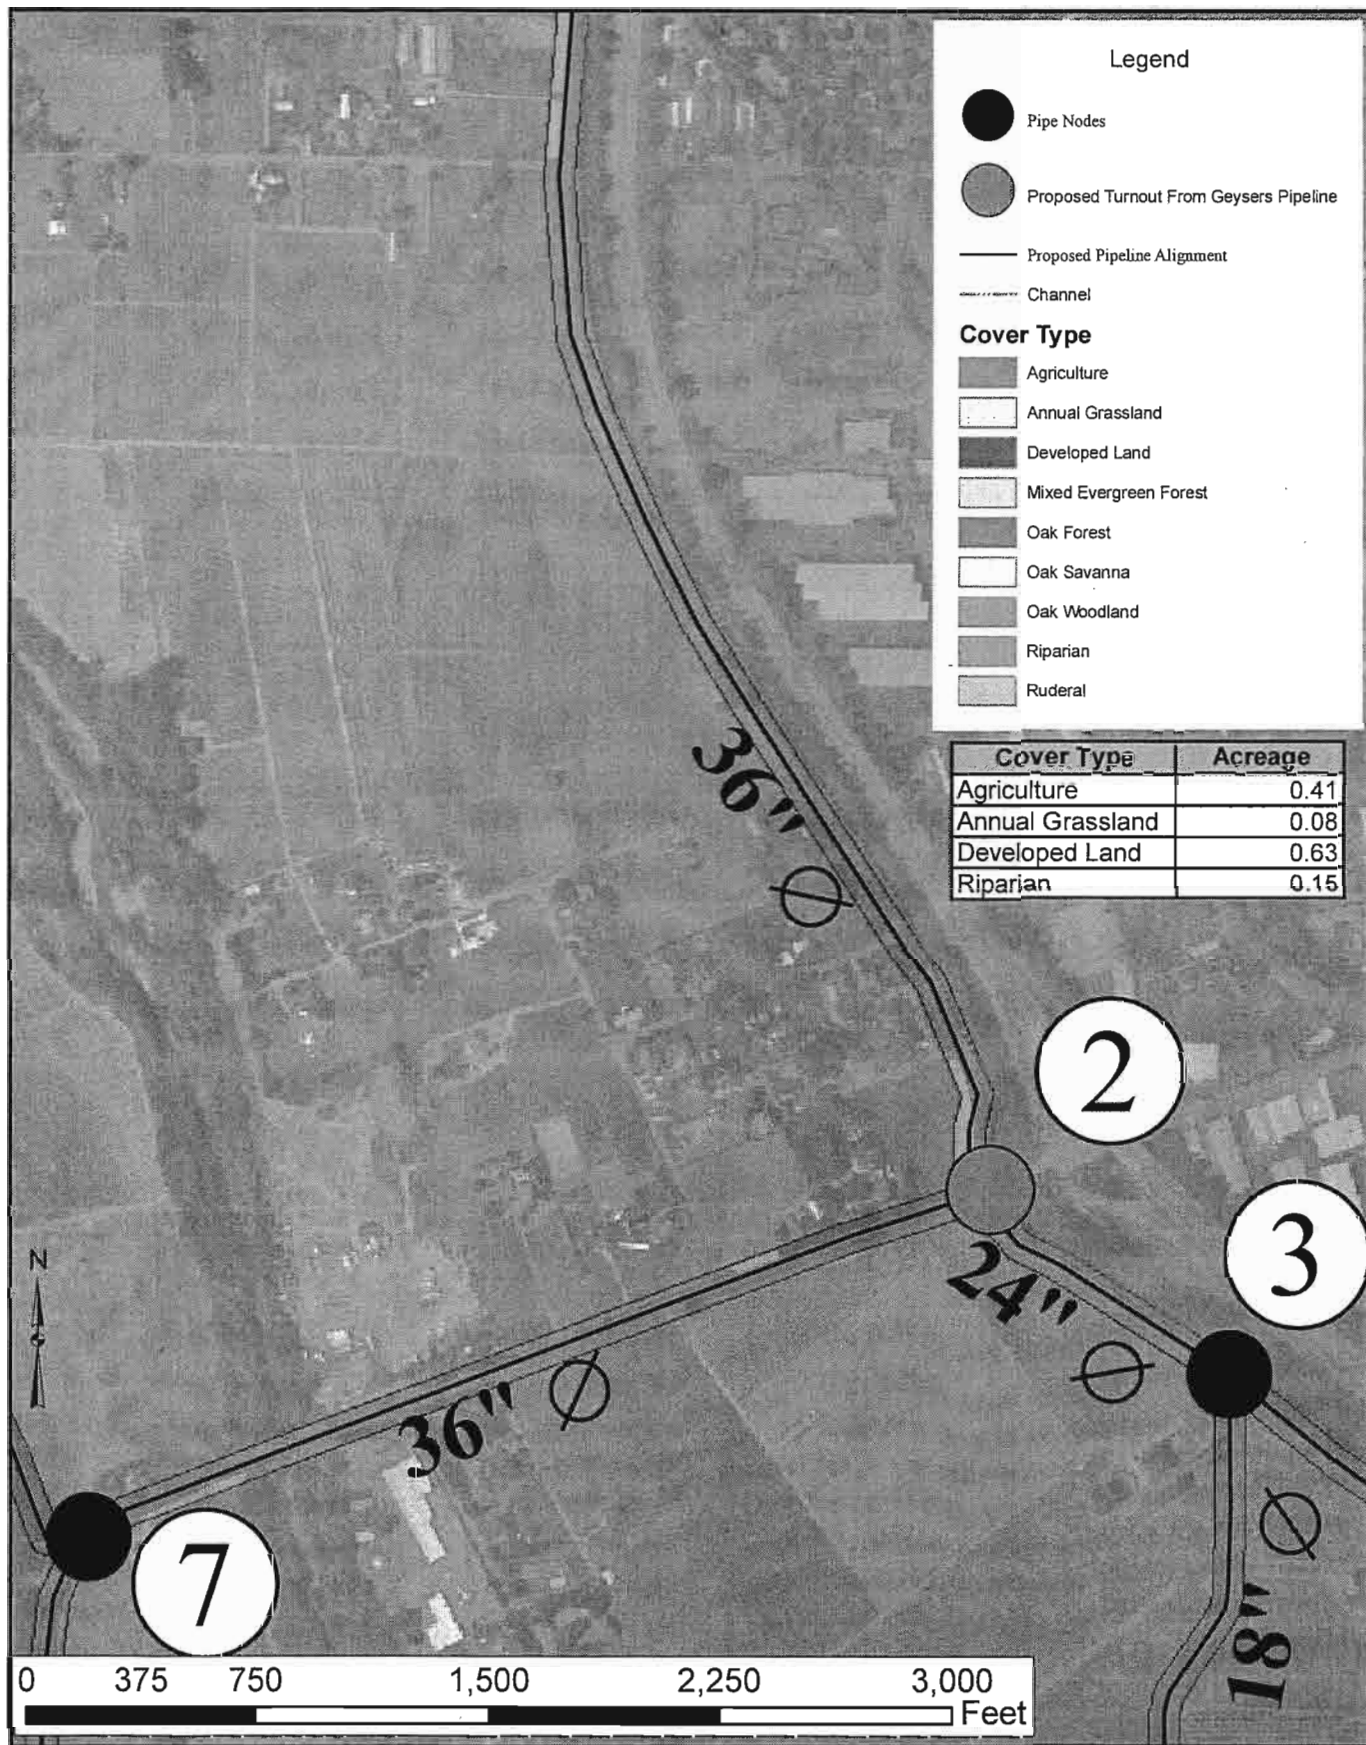 Legend
Pipe Nodes
Proposed Turnout From Geysers Pipeline
Proposed Pipeline Alignment
Channel
Cover Type
Agriculture
Annual Grassland
Developed Land
Mixed Evergreen Forest
Oak Forest
Oak Savanna
Oak Woodland
Riparian
Ruderal
Cover Type Acreage
Agriculture 0.41
Annual Grassland 0.08
Developed Land 0.63
Riparian 0.15
36" Ø
2
3
24" Ø
N
36" Ø
7
18" Ø
0 375 750 1,500 2,250 3,000
Feet